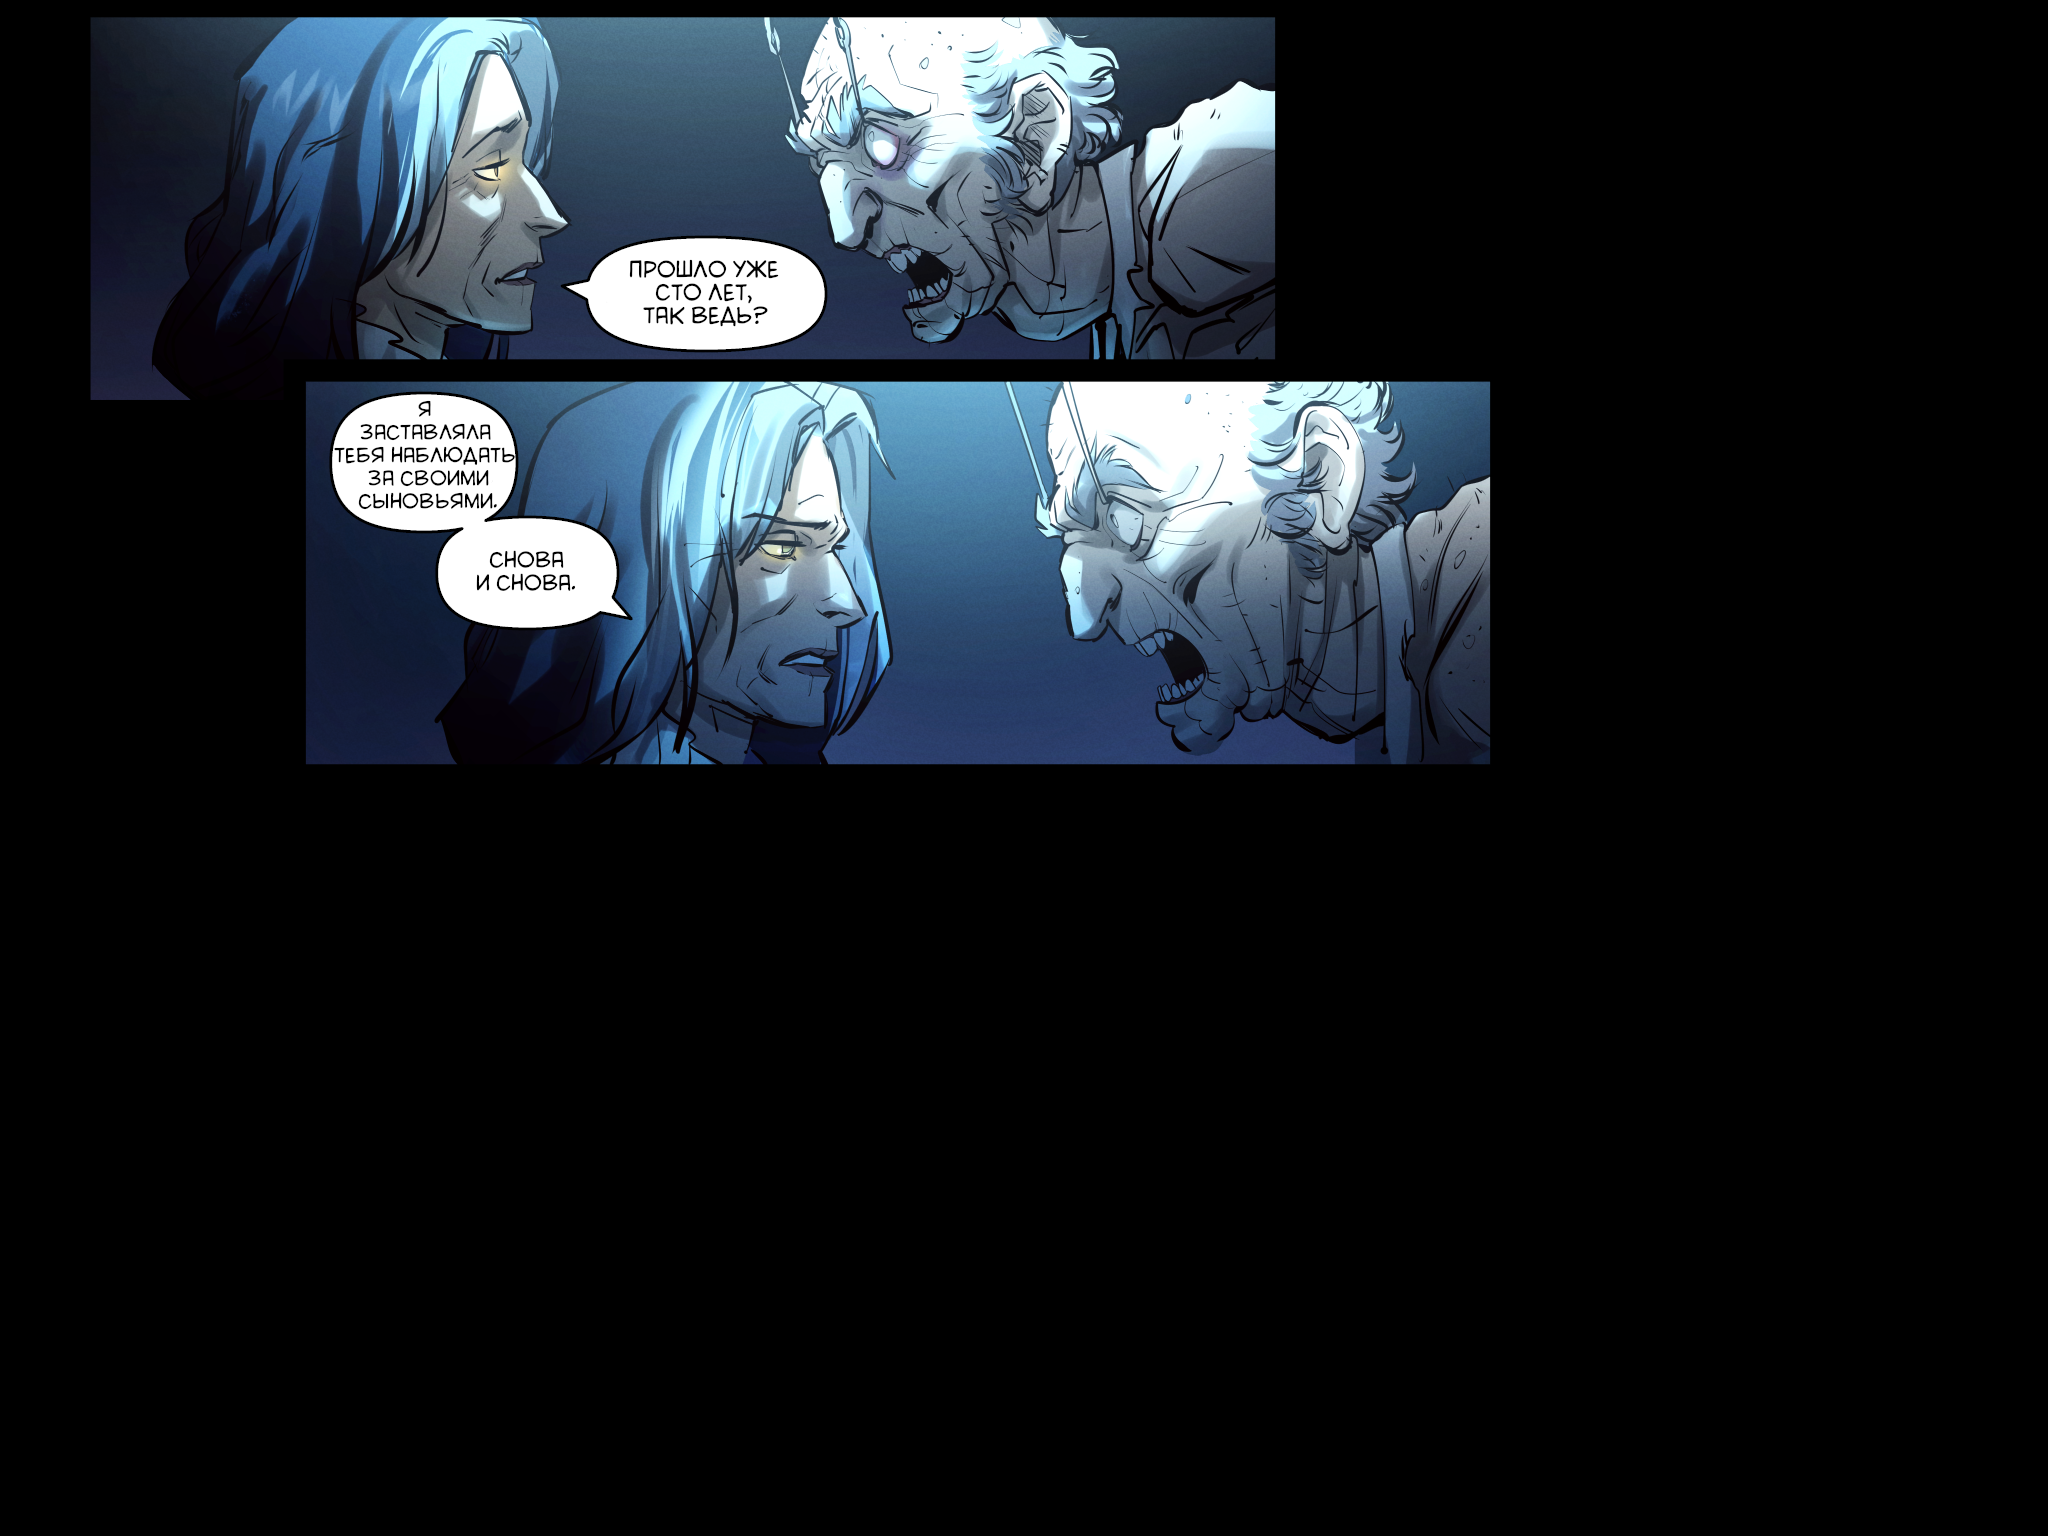 ПРОШЛО УЖЕ
СТО ЛЕТ,
ТАК ВЕДЬ?
Я
ЗАСТАВЛЯЛА
ТЕБЯ НАБЛЮДАТЬ
ЗА СВОИМИ
СЫНОВЬЯМИ.
СНОВА
И СНОВА.